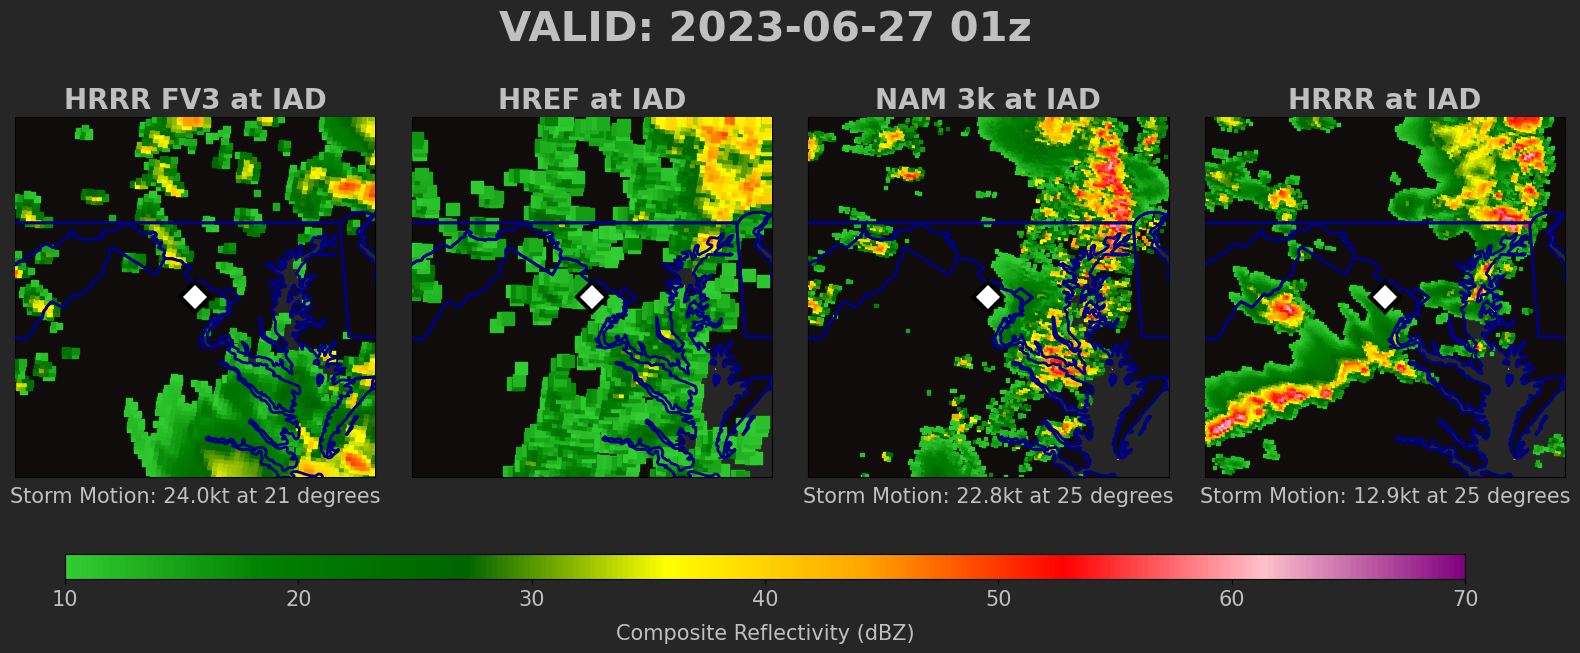 VALID: 2023-06-27 01z
HRRR FV3 at IAD
HREF at IAD
NAM 3k at IAD
HRRR at IAD
Storm Motion: 24.0kt at 21 degrees
Storm Motion: 22.8kt at 25 degrees
Storm Motion: 12.9kt at 25 degrees
10 20 30 40 50 60 70
Composite Reflectivity (dBZ)